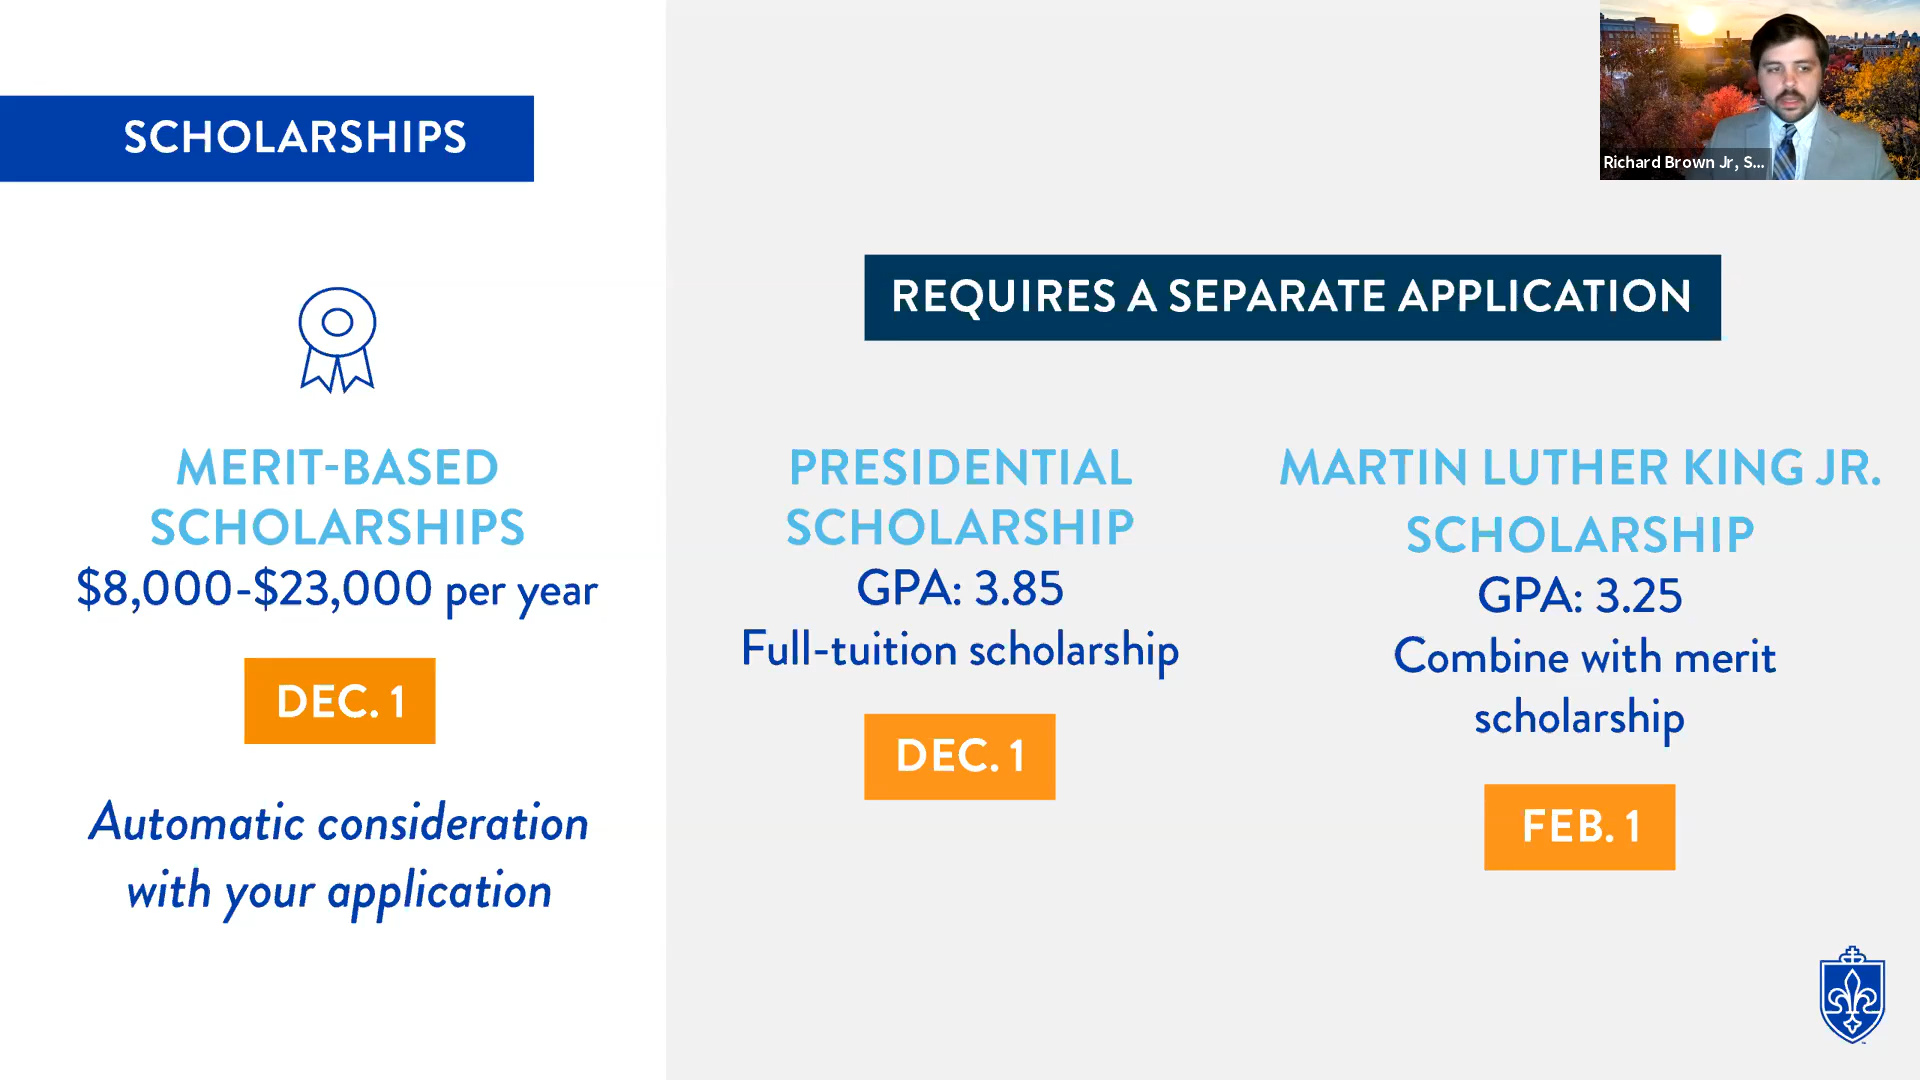 SCHOLARSHIPS
MERIT-BASED
SCHOLARSHIPS
$8,000-$23,000 per year
DEC. 1
Automatic consideration
with your application
REQUIRES A SEPARATE APPLICATION
PRESIDENTIAL
SCHOLARSHIP
GPA: 3.85
Full-tuition scholarship
DEC. 1
MARTIN LUTHER KING JR.
SCHOLARSHIP
GPA: 3.25
Combine with merit
scholarship
FEB. 1
Richard Brown Jr, S...